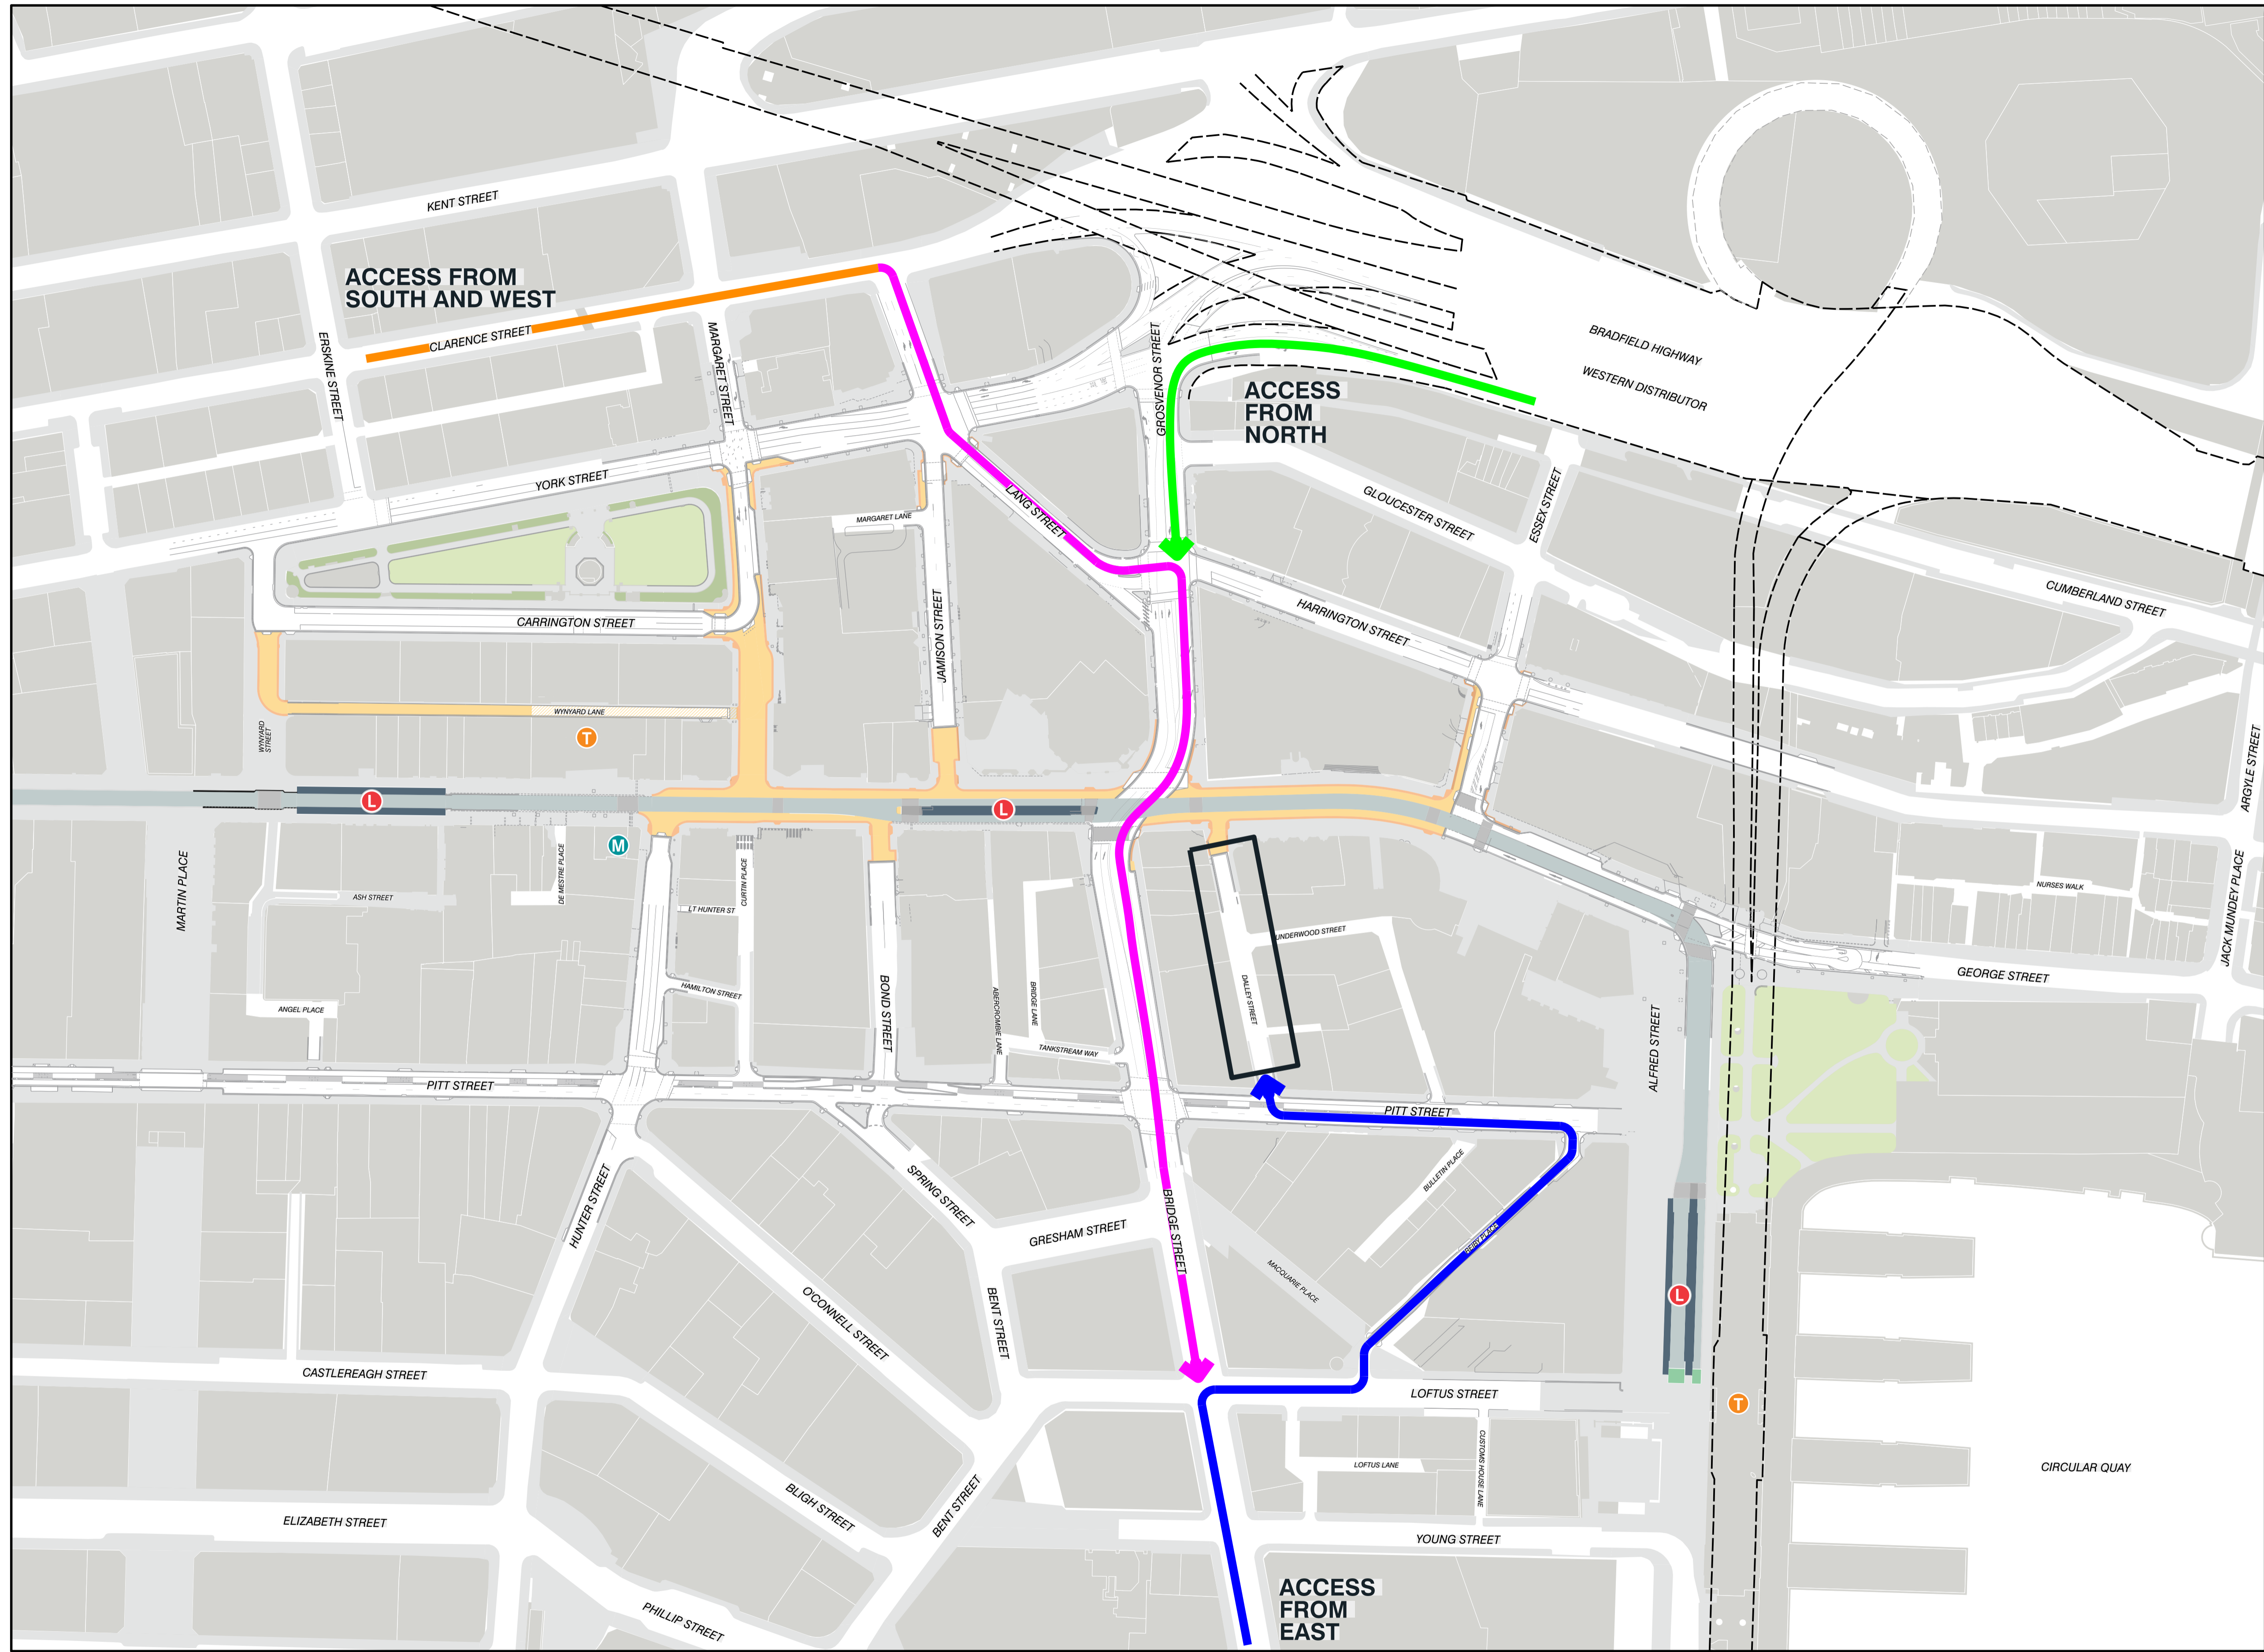 KENT STREET
ACCESS FROM
SOUTH AND WEST
CLARENCE STREET
ERSKINE STREET
MARGARET STREET
GROSVENOR STREET
BRADFIELD HIGHWAY
WESTERN DISTRIBUTOR
ACCESS
FROM
NORTH
YORK STREET
LANG STREET
MARGARET LANE
GLOUCESTER STREET
ESSEX STREET
CUMBERLAND STREET
CARRINGTON STREET
JAMISON STREET
HARRINGTON STREET
WYNYARD
STREET
WYNYARD LANE
T
ARGYLE STREET
L
L
M
MARTIN PLACE
DE MESTRE PLACE
CURTIN PLACE
ASH STREET
LT HUNTER ST
NURSES WALK
JACK MUNDEY PLACE
UNDERWOOD STREET
GEORGE STREET
HAMILTON STREET
BOND STREET
ABERCROMBIE LANE
BRIDGE LANE
DALLEY STREET
ANGEL PLACE
TANKSTREAM WAY
ALFRED STREET
PITT STREET
PITT STREET
HUNTER STREET
SPRING STREET
GRESHAM STREET
BRIDGE STREET
BULLETIN PLACE
REIBY PLACE
MACQUARIE PLACE
L
O'CONNELL STREET
BENT STREET
CASTLEREAGH STREET
LOFTUS STREET
T
CUSTOMS HOUSE LANE
LOFTUS LANE
CIRCULAR QUAY
BLIGH STREET
BENT STREET
ELIZABETH STREET
YOUNG STREET
ACCESS
FROM
EAST
PHILLIP STREET